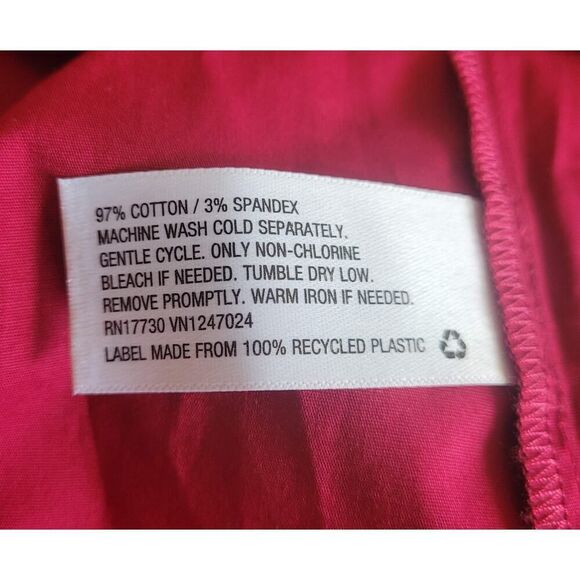 97% COTTON / 3% SPANDEX
MACHINE WASH COLD SEPARATELY.
GENTLE CYCLE. ONLY NON-CHLORINE
BLEACH IF NEEDED. TUMBLE DRY LOW.
REMOVE PROMPTLY. WARM IRON IF NEEDED.
RN17730 VN1247024
LABEL MADE FROM 100% RECYCLED PLASTIC